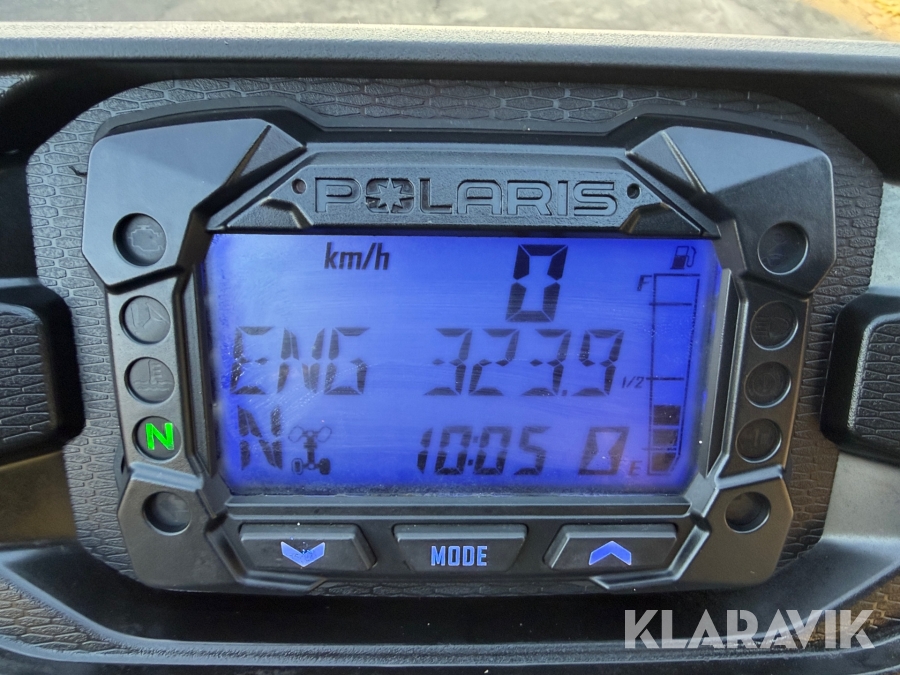 POLARIS
km/h
0
F
ENG 323.9
1/2
N
N
10:05
E
MODE
KLARAVIK